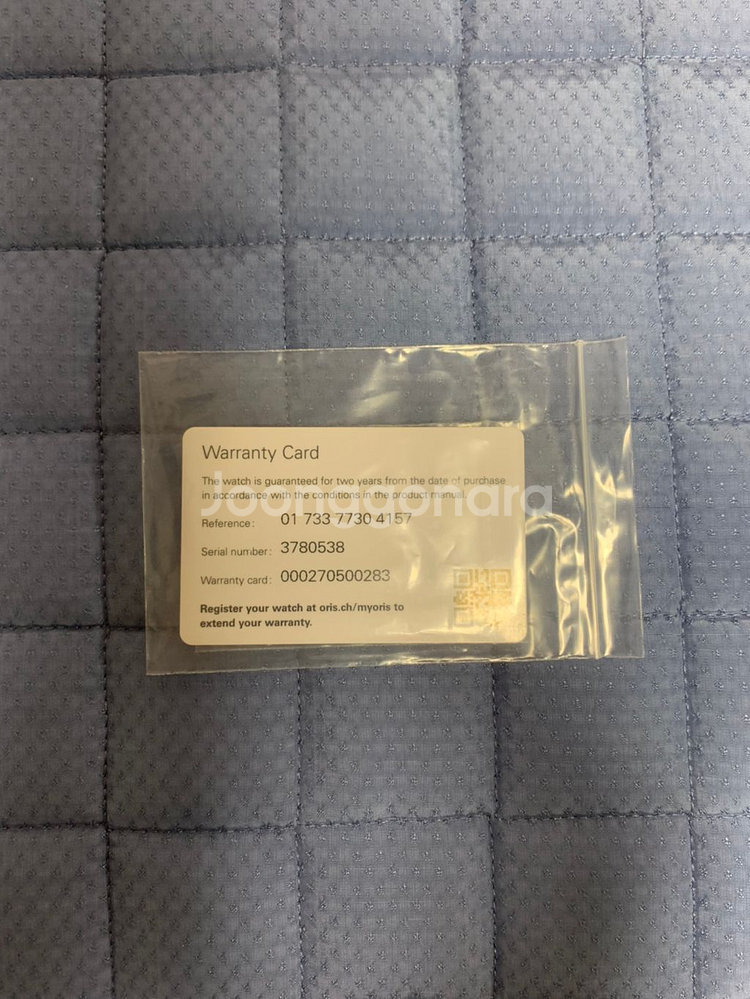 Warranty Card
The watch is guaranteed for two years from the date of purchase
in accordance with the conditions in the product manual.
Joonggonara
Reference: 01 733 7730 4157
Serial number: 3780538
Warranty card: 000270500283
Register your watch at oris.ch/myoris to
extend your warranty.